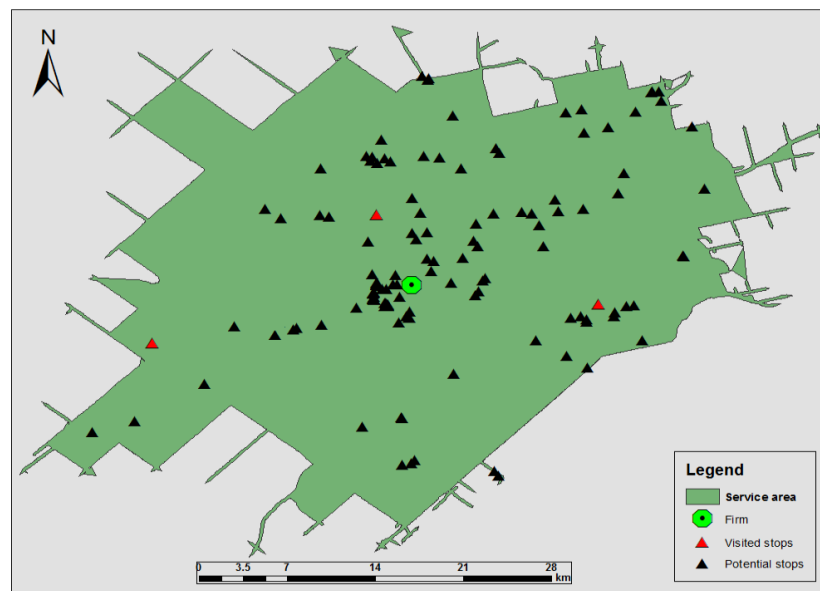 N
Legend
Service area
Firm
Visited stops
Potential stops
0 3.5 7 14 21 28
km